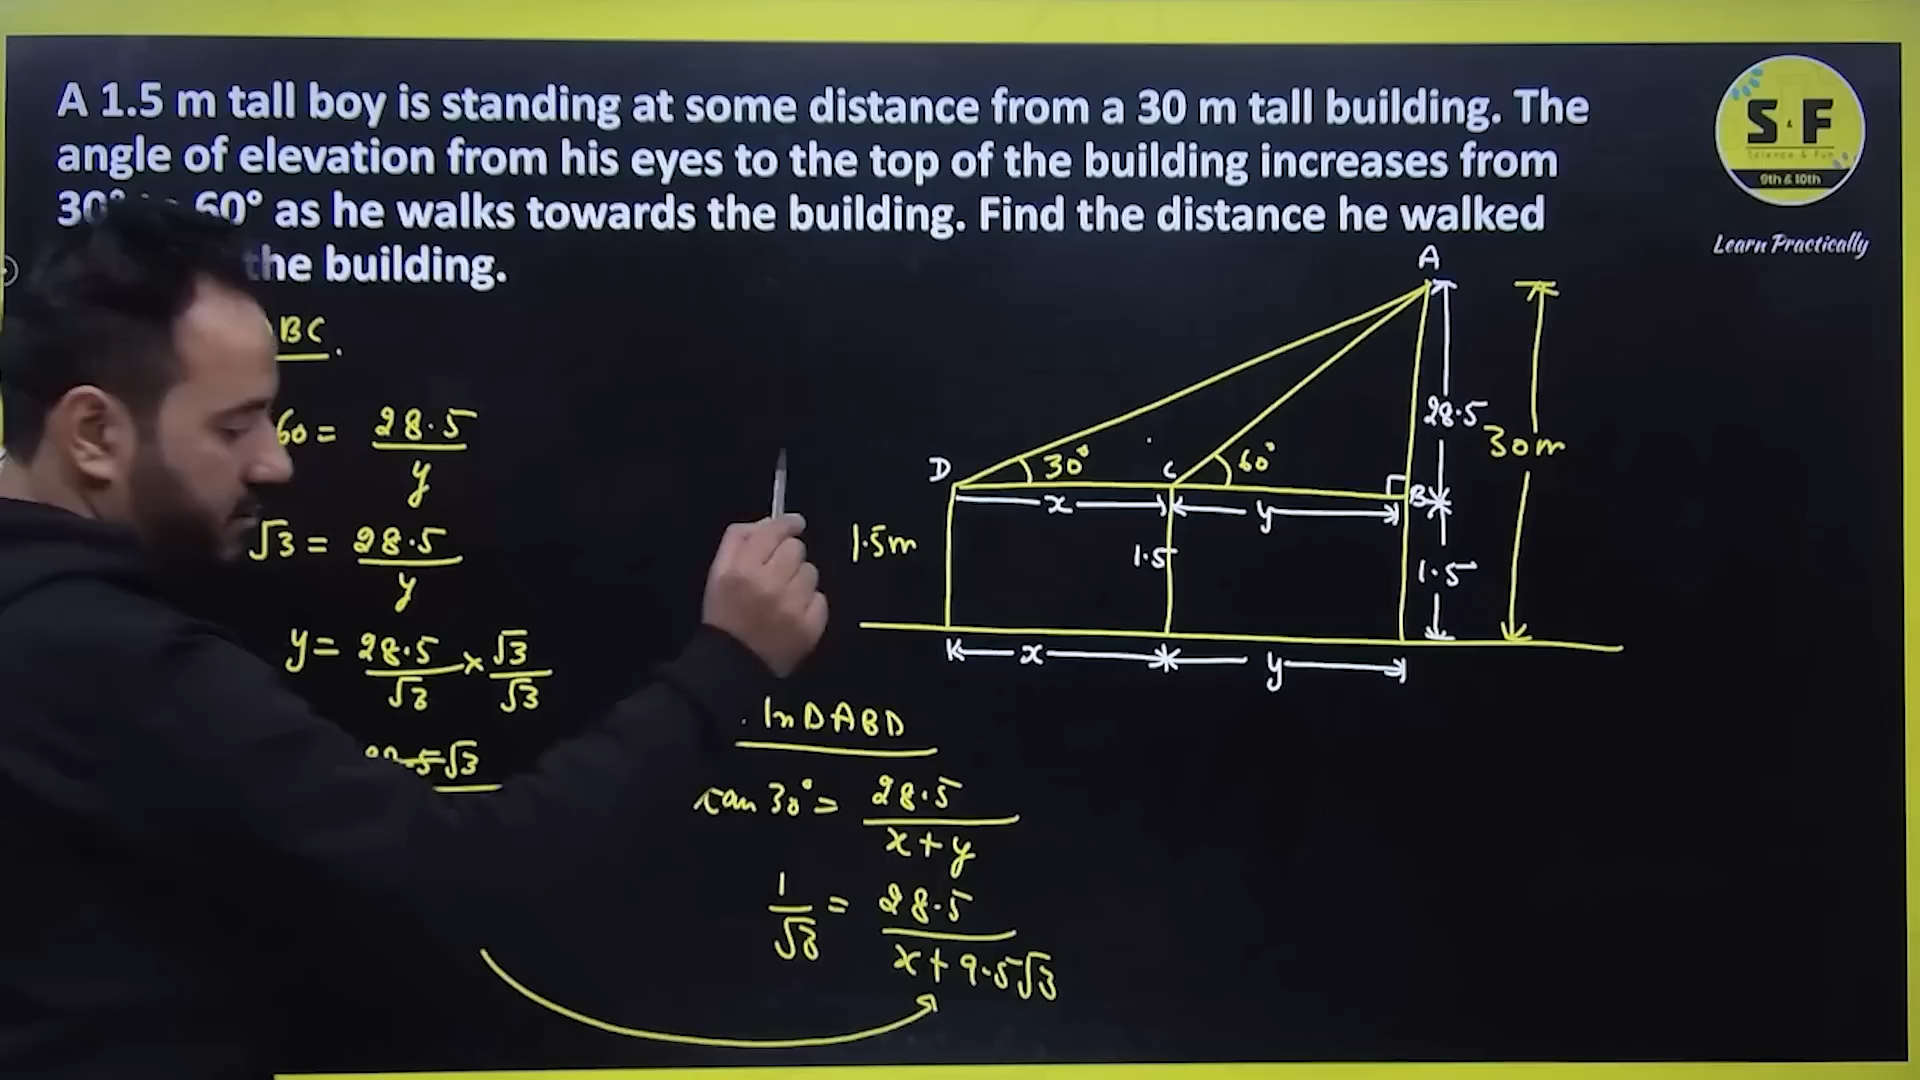 A 1.5 m tall boy is standing at some distance from a 30 m tall building. The
angle of elevation from his eyes to the top of the building increases from
30° 60° as he walks towards the building. Find the distance he walked
the building.
S & F
Science & Fun
9th & 10th
Learn Practically
BC.
60 = 28.5 / y
√3 = 28.5 / y
y = 28.5 / √3 × √3 / √3
√3
A
28.5
30m
D
30°
C
60°
B
x
y
1.5m
1.5
1.5
x
y
In Δ ABD
tan 30° = 28.5 / x + y
1 / √3 = 28.5 / x + 9.5√3